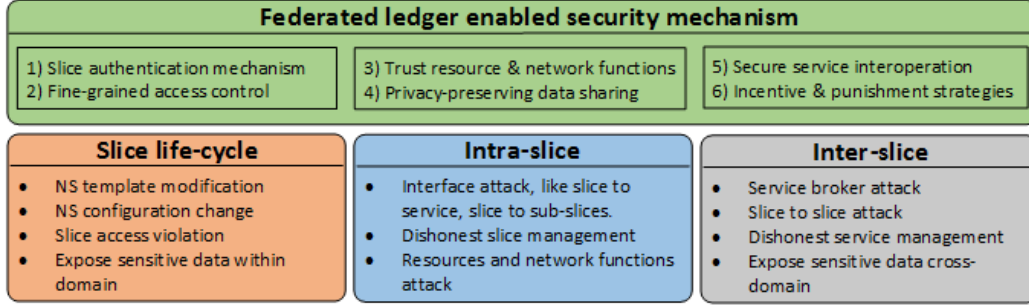 Federated ledger enabled security mechanism
1) Slice authentication mechanism
2) Fine-grained access control
3) Trust resource & network functions
4) Privacy-preserving data sharing
5) Secure service interoperation
6) Incentive & punishment strategies
Slice life-cycle
• NS template modification
• NS configuration change
• Slice access violation
• Expose sensitive data within
domain
Intra-slice
• Interface attack, like slice to
service, slice to sub-slices.
• Dishonest slice management
• Resources and network functions
attack
Inter-slice
• Service broker attack
• Slice to slice attack
• Dishonest service management
• Expose sensitive data cross-
domain